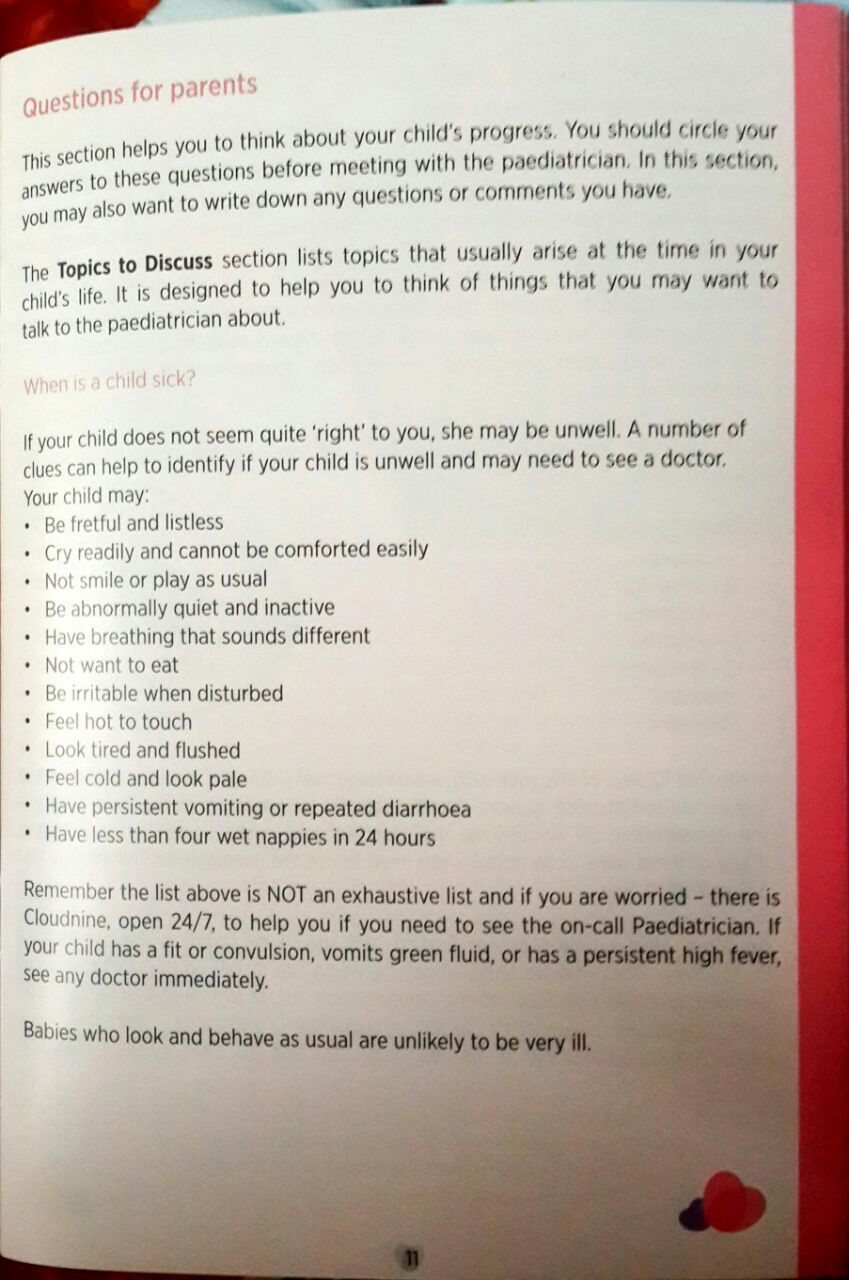 Questions for parents
This section helps you to think about your child's progress. You should circle your
answers to these questions before meeting with the paediatrician. In this section,
you may also want to write down any questions or comments you have.
The Topics to Discuss section lists topics that usually arise at the time in your
child's life. It is designed to help you to think of things that you may want to
talk to the paediatrician about.
When is a child sick?
If your child does not seem quite 'right' to you, she may be unwell. A number of
clues can help to identify if your child is unwell and may need to see a doctor.
Your child may:
• Be fretful and listless
• Cry readily and cannot be comforted easily
• Not smile or play as usual
• Be abnormally quiet and inactive
• Have breathing that sounds different
• Not want to eat
• Be irritable when disturbed
• Feel hot to touch
• Look tired and flushed
• Feel cold and look pale
• Have persistent vomiting or repeated diarrhoea
• Have less than four wet nappies in 24 hours
Remember the list above is NOT an exhaustive list and if you are worried – there is
Cloudnine, open 24/7, to help you if you need to see the on-call Paediatrician. If
your child has a fit or convulsion, vomits green fluid, or has a persistent high fever,
see any doctor immediately.
Babies who look and behave as usual are unlikely to be very ill.
11